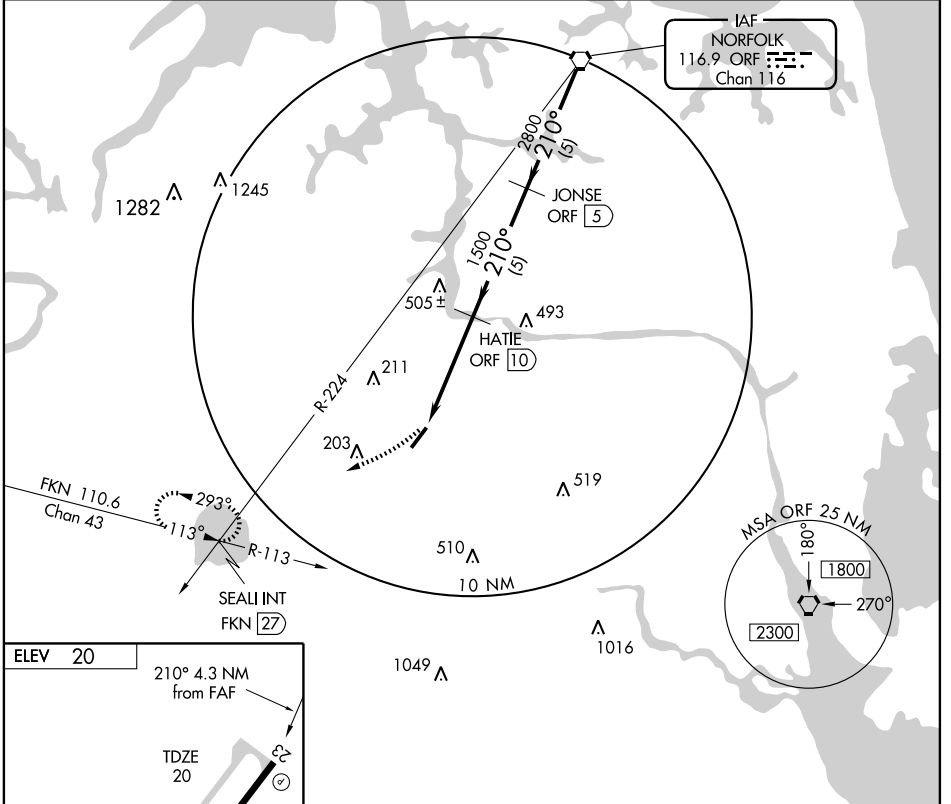 IAF
NORFOLK
116.9 ORF
Chan 116
2800
210°
(5)
JONSE
ORF 5
1282
1245
1500
210°
(5)
505±
493
HATIE
ORF 10
211
R-224
203
FKN 110.6
Chan 43
293°
113°
R-113
519
510
10 NM
SEALI INT
FKN 27
MSA ORF 25 NM
180°
1800
270°
2300
1016
1049
ELEV 20
210° 4.3 NM
from FAF
TDZE
20
23
P